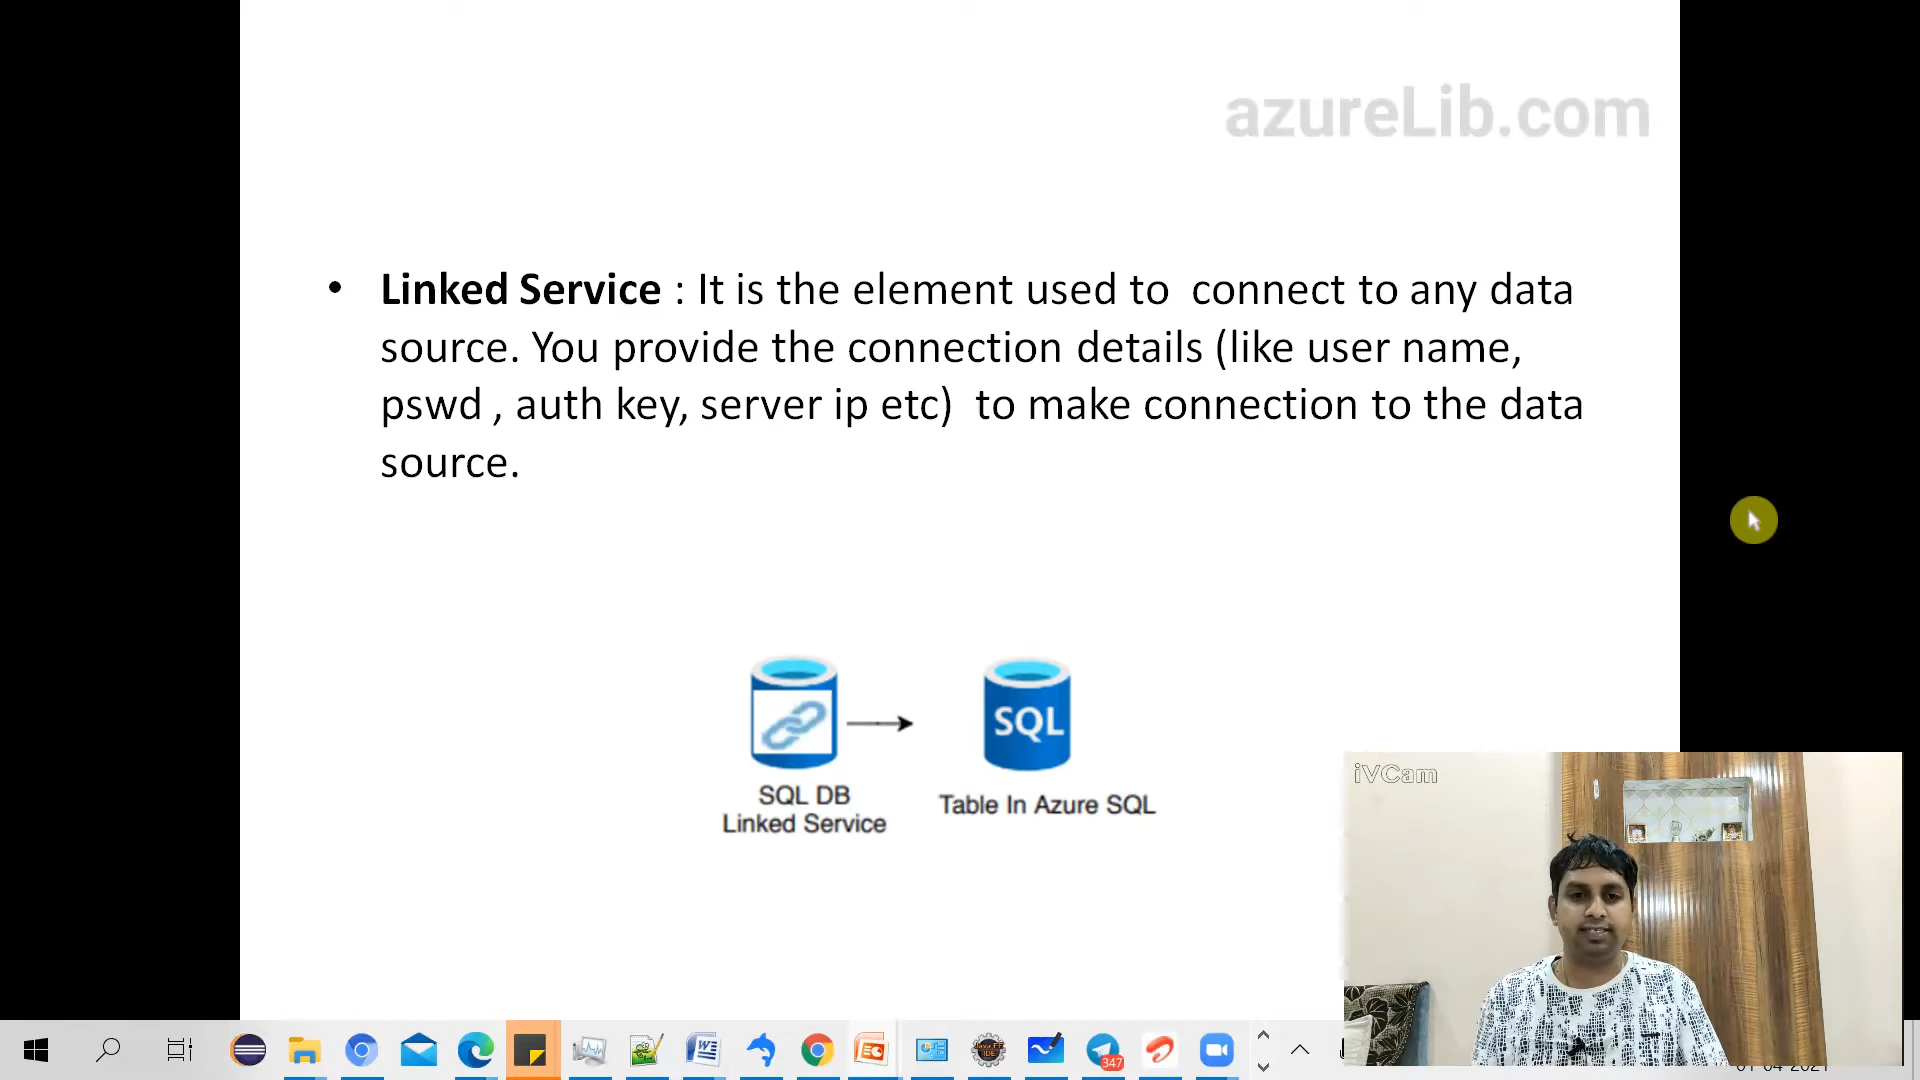 azureLib.com
• Linked Service : It is the element used to connect to any data
source. You provide the connection details (like user name,
pswd , auth key, server ip etc) to make connection to the data
source.
SQL
SQL DB
Linked Service
Table In Azure SQL
iVCam
347